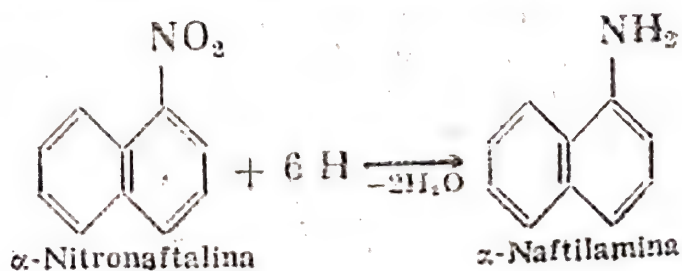 NO₂
NH₂
+ 6 H
−2H₂O
α-Nitronaftalina
α-Naftilamina